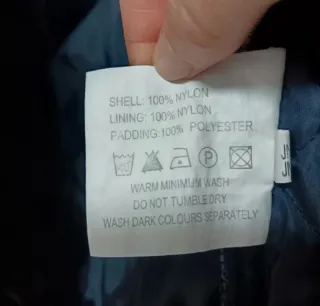 SHELL: 100% NYLON
LINING: 100% NYLON
PADDING:100% POLYESTER
P
WARM MINIMUM WASH
DO NOT TUMBLE DRY
WASH DARK COLOURS SEPARATELY